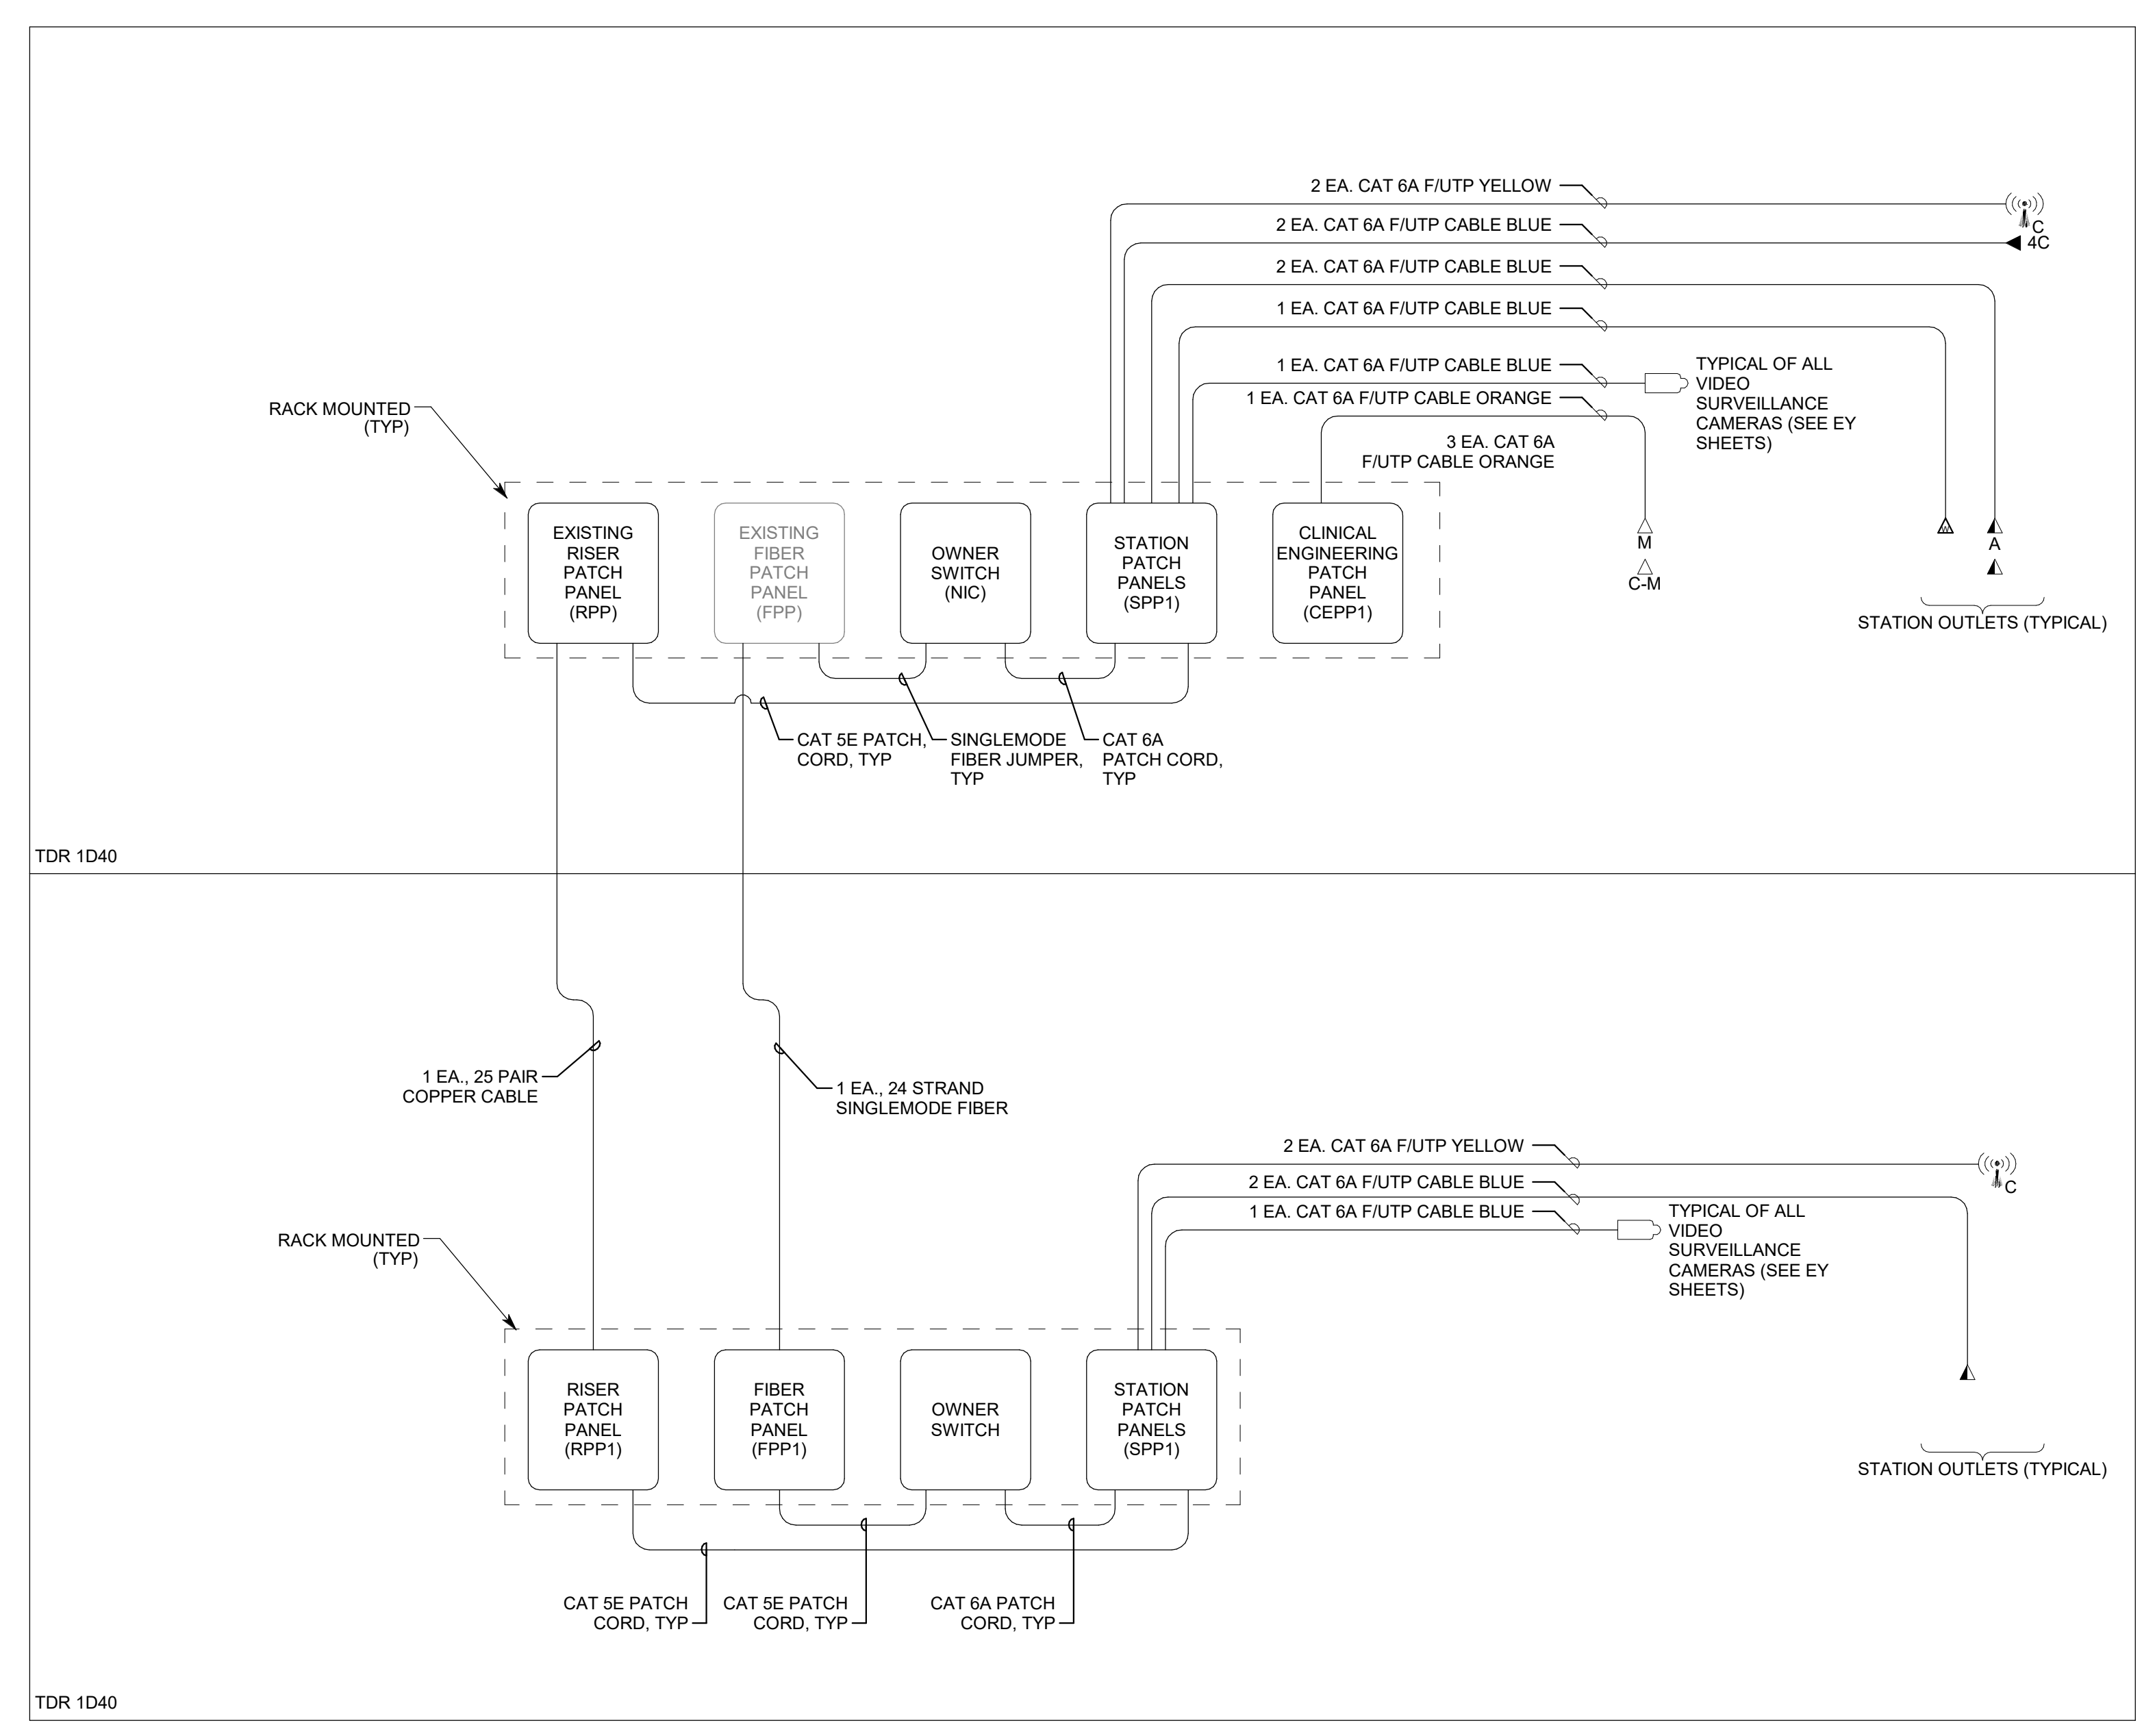 2 EA. CAT 6A F/UTP YELLOW
C
2 EA. CAT 6A F/UTP CABLE BLUE
4C
2 EA. CAT 6A F/UTP CABLE BLUE
1 EA. CAT 6A F/UTP CABLE BLUE
1 EA. CAT 6A F/UTP CABLE BLUE
TYPICAL OF ALL
VIDEO
SURVEILLANCE
CAMERAS (SEE EY
SHEETS)
1 EA. CAT 6A F/UTP CABLE ORANGE
3 EA. CAT 6A
F/UTP CABLE ORANGE
RACK MOUNTED
(TYP)
EXISTING
RISER
PATCH
PANEL
(RPP)
EXISTING
FIBER
PATCH
PANEL
(FPP)
OWNER
SWITCH
(NIC)
STATION
PATCH
PANELS
(SPP1)
CLINICAL
ENGINEERING
PATCH
PANEL
(CEPP1)
M
C-M
W
A
STATION OUTLETS (TYPICAL)
CAT 5E PATCH,
CORD, TYP
SINGLEMODE
FIBER JUMPER,
TYP
CAT 6A
PATCH CORD,
TYP
TDR 1D40
1 EA., 25 PAIR
COPPER CABLE
1 EA., 24 STRAND
SINGLEMODE FIBER
2 EA. CAT 6A F/UTP YELLOW
C
2 EA. CAT 6A F/UTP CABLE BLUE
1 EA. CAT 6A F/UTP CABLE BLUE
TYPICAL OF ALL
VIDEO
SURVEILLANCE
CAMERAS (SEE EY
SHEETS)
RACK MOUNTED
(TYP)
RISER
PATCH
PANEL
(RPP1)
FIBER
PATCH
PANEL
(FPP1)
OWNER
SWITCH
STATION
PATCH
PANELS
(SPP1)
STATION OUTLETS (TYPICAL)
CAT 5E PATCH
CORD, TYP
CAT 5E PATCH
CORD, TYP
CAT 6A PATCH
CORD, TYP
TDR 1D40